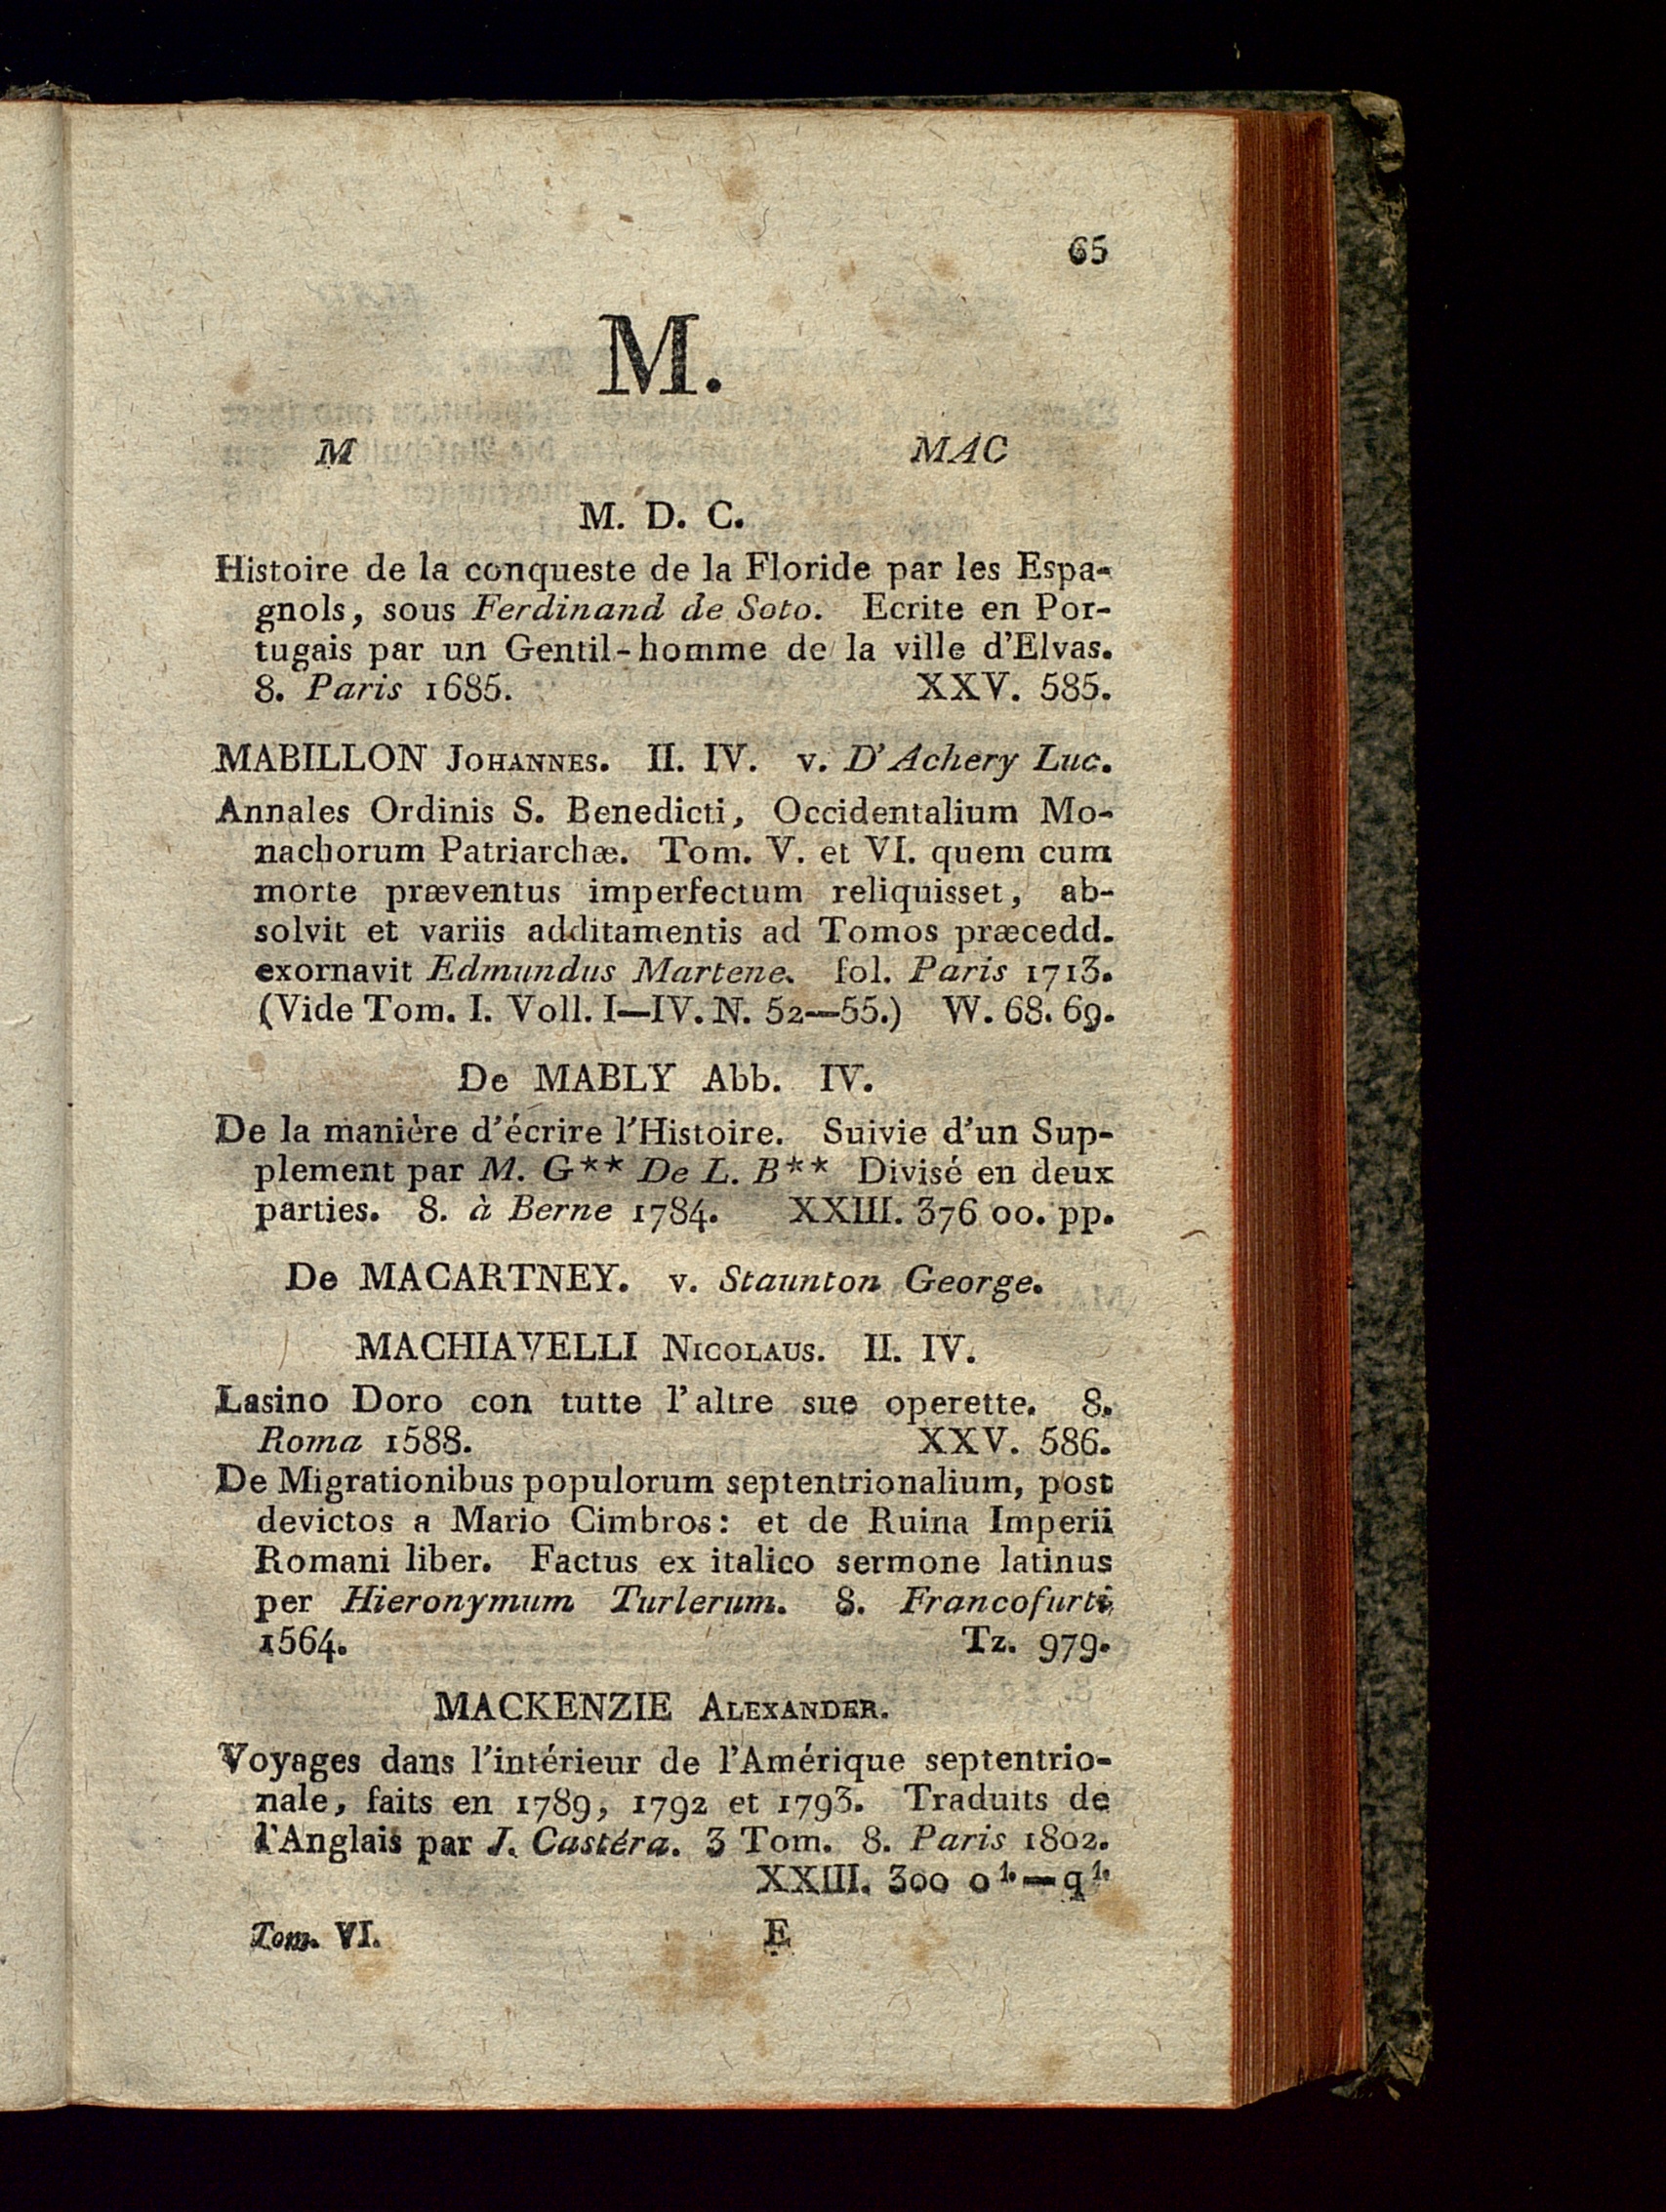 65
M.
M MAC
M. D. C.
Histoire de la conqueste de la Floride par les Espa-
gnols, sous Ferdinand de Soto. Ecrite en Por-
tugais par un Gentil-homme de la ville d'Elvas.
8. Paris 1685. XXV. 585.
MABILLON JOHANNES. II. IV. v. D'Achery Luc.
Annales Ordinis S. Benedicti, Occidentalium Mo-
nachorum Patriarchæ. Tom. V. et VI. quem cum
morte præventus imperfectum reliquisset, ab-
solvit et variis additamentis ad Tomos præcedd.
exornavit Edmundus Martene. fol. Paris 1713.
(Vide Tom. I. Voll. I—IV. N. 52—55.) W. 68. 69.
De MABLY Abb. IV.
De la manière d'écrire l'Histoire. Suivie d'un Sup-
plement par M. G** De L. B** Divisé en deux
parties. 8. à Berne 1784. XXIII. 376 oo. pp.
De MACARTNEY. v. Staunton George.
MACHIAVELLI NICOLAUS. II. IV.
Lasino Doro con tutte l'altre sue operette. 8.
Roma 1588. XXV. 586.
De Migrationibus populorum septentrionalium, post
devictos a Mario Cimbros: et de Ruina Imperii
Romani liber. Factus ex italico sermone latinus
per Hieronymum Turlerum. 8. Francofurti
1564. Tz. 979.
MACKENZIE ALEXANDER.
Voyages dans l'intérieur de l'Amérique septentrio-
nale, faits en 1789, 1792 et 1793. Traduits de
l'Anglais par J. Castéra. 3 Tom. 8. Paris 1802.
XXIII. 300 o¹·—q¹·
Tom. VI. E